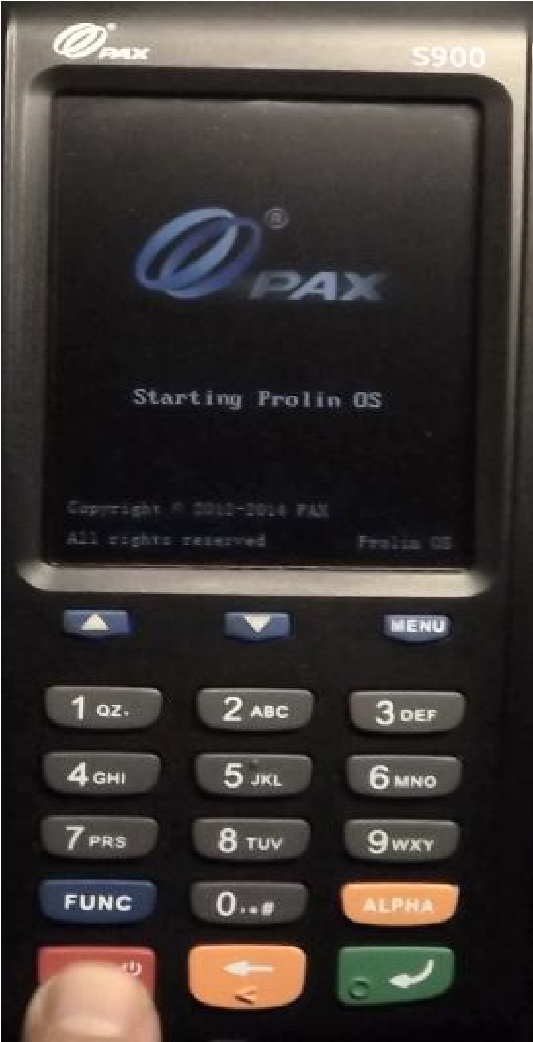 PAX
S900
®
PAX
Starting Prolin OS
Copyright © 2012-2014 PAX
All rights reserved Prolin OS
MENU
1 QZ. 2 ABC 3 DEF
4 GHI 5 JKL 6 MNO
7 PRS 8 TUV 9 WXY
FUNC 0,.*# ALPHA
<
O